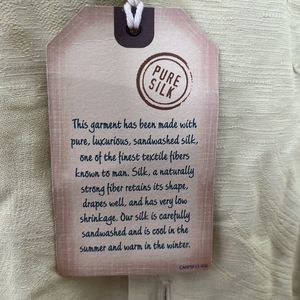 PURE
SILK
This garment has been made with
pure, luxurious, sandwashed silk,
one of the finest textile fibers
known to man. Silk, a naturally
strong fiber retains its shape,
drapes well, and has very low
shrinkage. Our silk is carefully
sandwashed and is cool in the
summer and warm in the winter.